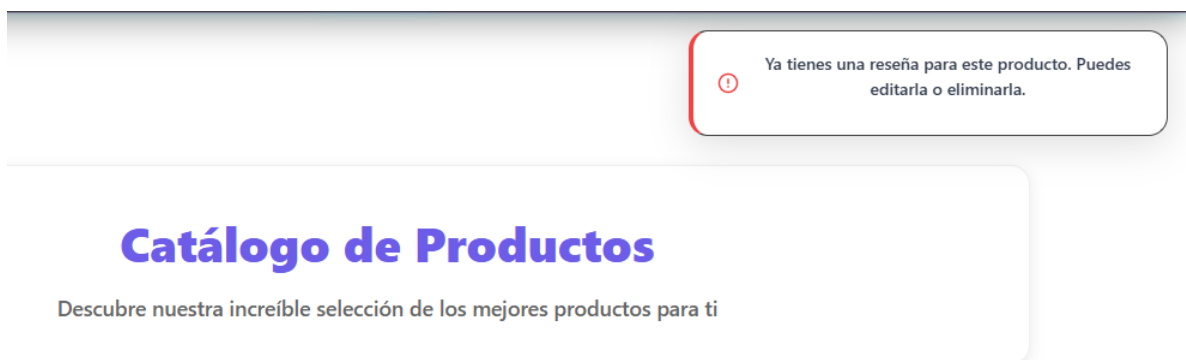 Ya tienes una reseña para este producto. Puedes
editarla o eliminarla.
Catálogo de Productos
Descubre nuestra increíble selección de los mejores productos para ti